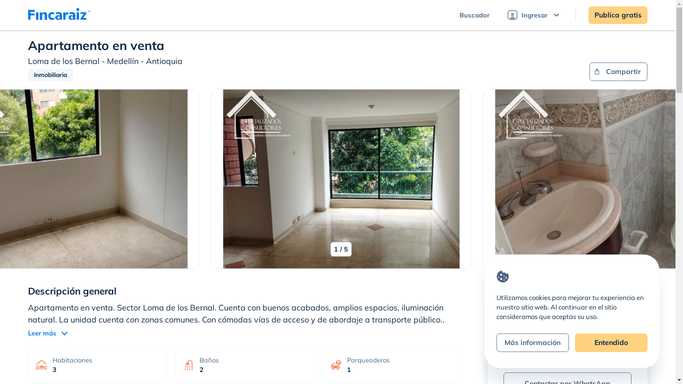 Fincaraiz
Buscador
Ingresar
Publica gratis
Apartamento en venta
Loma de los Bernal - Medellín - Antioquia
Inmobiliaria
Compartir
ESPECIALIZADOS
CONSULTORES
ESPECIALIZADOS
CONSULTORES
1 / 5
Descripción general
Apartamento en venta. Sector Loma de los Bernal. Cuenta con buenos acabados, amplios espacios, iluminación
natural. La unidad cuenta con zonas comunes. Con cómodas vías de acceso y de abordaje a transporte público...
Leer más
Habitaciones
3
Baños
2
Parqueaderos
1
Utilizamos cookies para mejorar tu experiencia en
nuestro sitio web. Al continuar en el sitio
consideramos que aceptas su uso.
Más información
Entendido
Contactar por WhatsApp